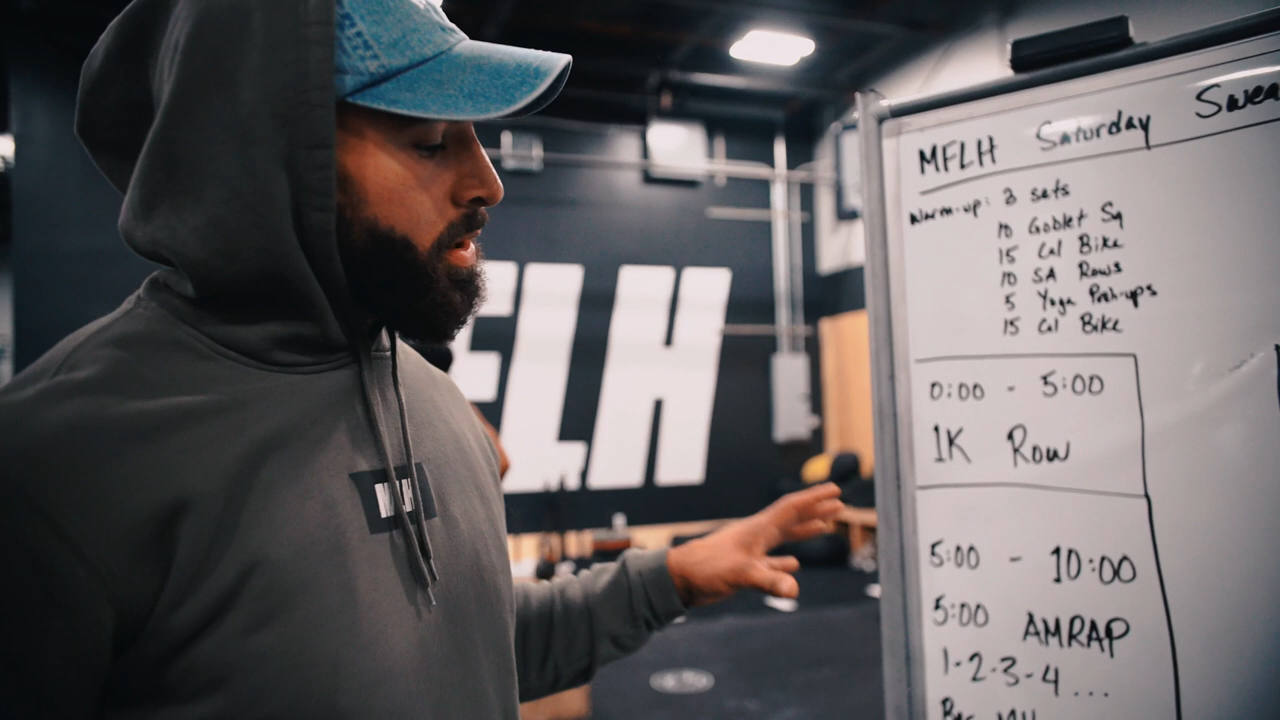 MFLH Saturday Swea
Warm-up: 3 sets
10 Goblet Sq
15 Cal Bike
10 SA Rows
5 Yoga Push-ups
15 Cal Bike
0:00 - 5:00
1K Row
5:00 - 10:00
5:00 AMRAP
1-2-3-4...
FLH
MFLH